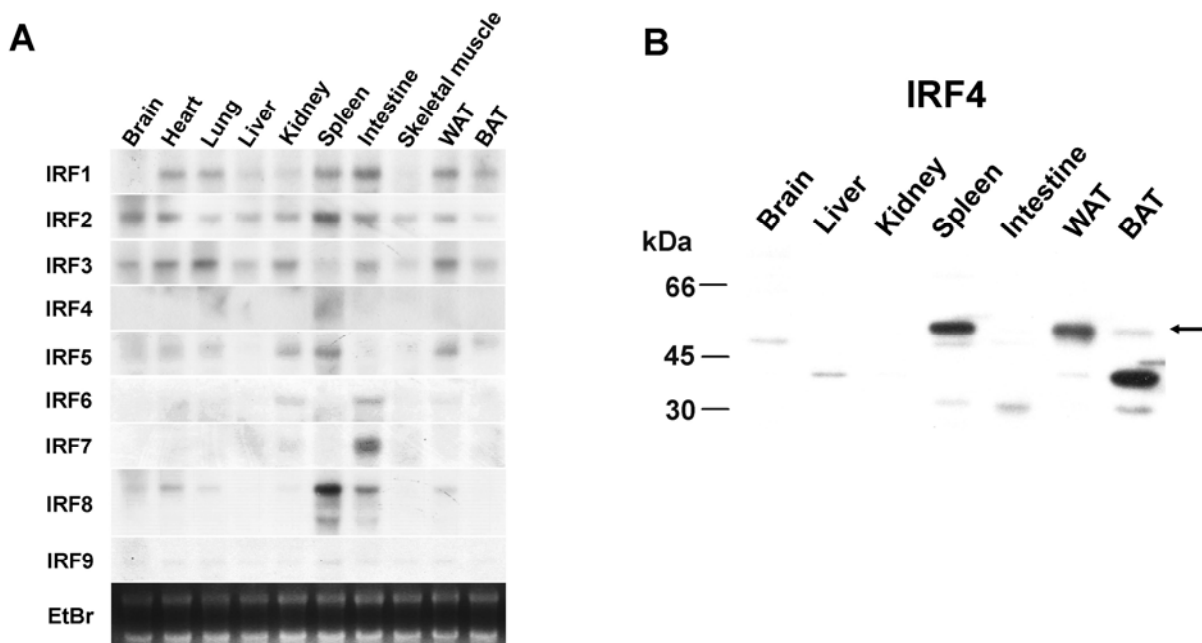 A
Brain
Heart
Lung
Liver
Kidney
Spleen
Intestine
Skeletal muscle
WAT
BAT
IRF1
IRF2
IRF3
IRF4
IRF5
IRF6
IRF7
IRF8
IRF9
EtBr
B
IRF4
Brain
Liver
Kidney
Spleen
Intestine
WAT
BAT
kDa
66
45
30